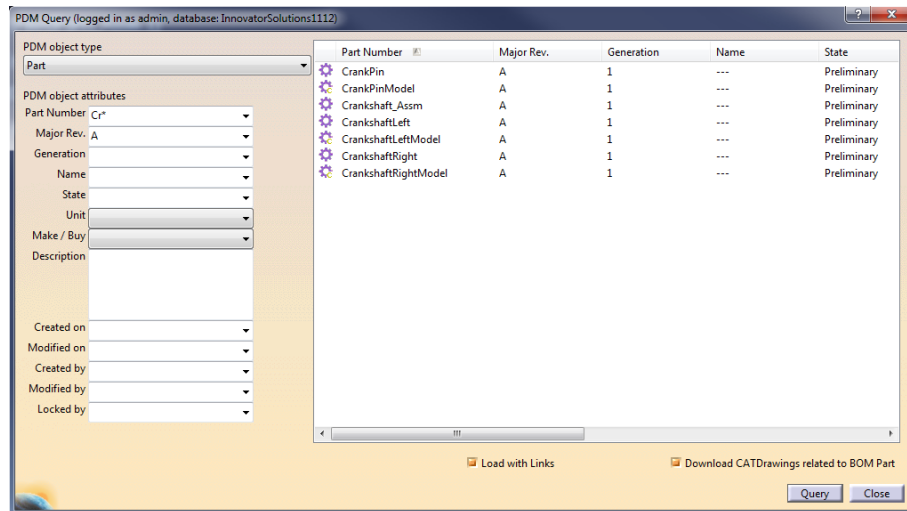 PDM Query (logged in as admin, database: InnovatorSolutions1112)
PDM object type
Part
PDM object attributes
Part Number Cr*
Major Rev. A
Generation
Name
State
Unit
Make / Buy
Description
Created on
Modified on
Created by
Modified by
Locked by
Part Number Major Rev. Generation Name State
CrankPin A 1 --- Preliminary
CrankPinModel A 1 --- Preliminary
Crankshaft_Assm A 1 --- Preliminary
CrankshaftLeft A 1 --- Preliminary
CrankshaftLeftModel A 1 --- Preliminary
CrankshaftRight A 1 --- Preliminary
CrankshaftRightModel A 1 --- Preliminary
Load with Links Download CATDrawings related to BOM Part
Query Close